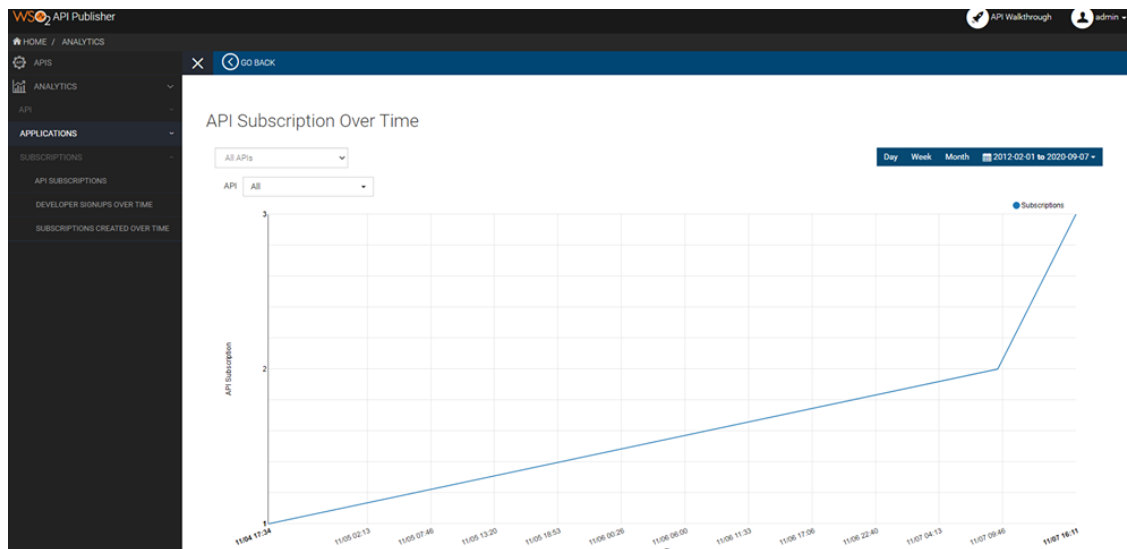 WSO2 API Publisher
API Walkthrough
admin
HOME / ANALYTICS
APIS
GO BACK
ANALYTICS
API
APPLICATIONS
SUBSCRIPTIONS
API SUBSCRIPTIONS
DEVELOPER SIGNUPS OVER TIME
SUBSCRIPTIONS CREATED OVER TIME
API Subscription Over Time
All APIs
Day Week Month 2012-02-01 to 2020-09-07
API All
Subscriptions
3
2
1
API Subscription
11/04 17:34
11/05 02:13
11/05 07:46
11/05 13:20
11/05 18:53
11/06 00:26
11/06 06:00
11/06 11:33
11/06 17:06
11/06 22:40
11/07 04:13
11/07 09:46
11/07 16:11